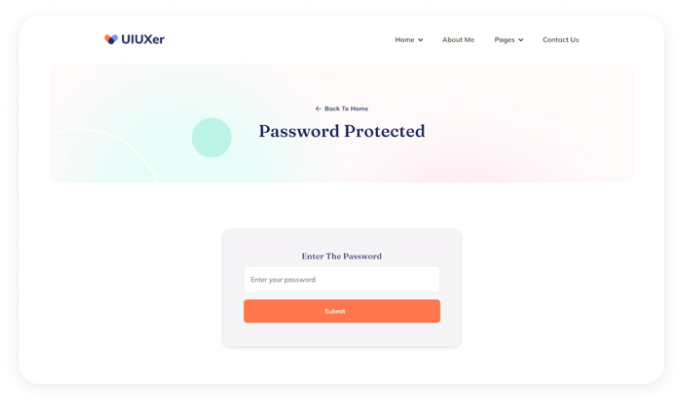 UIUXer
Home About Me Pages Contact Us
Back To Home
Password Protected
Enter The Password
Enter your password
Submit